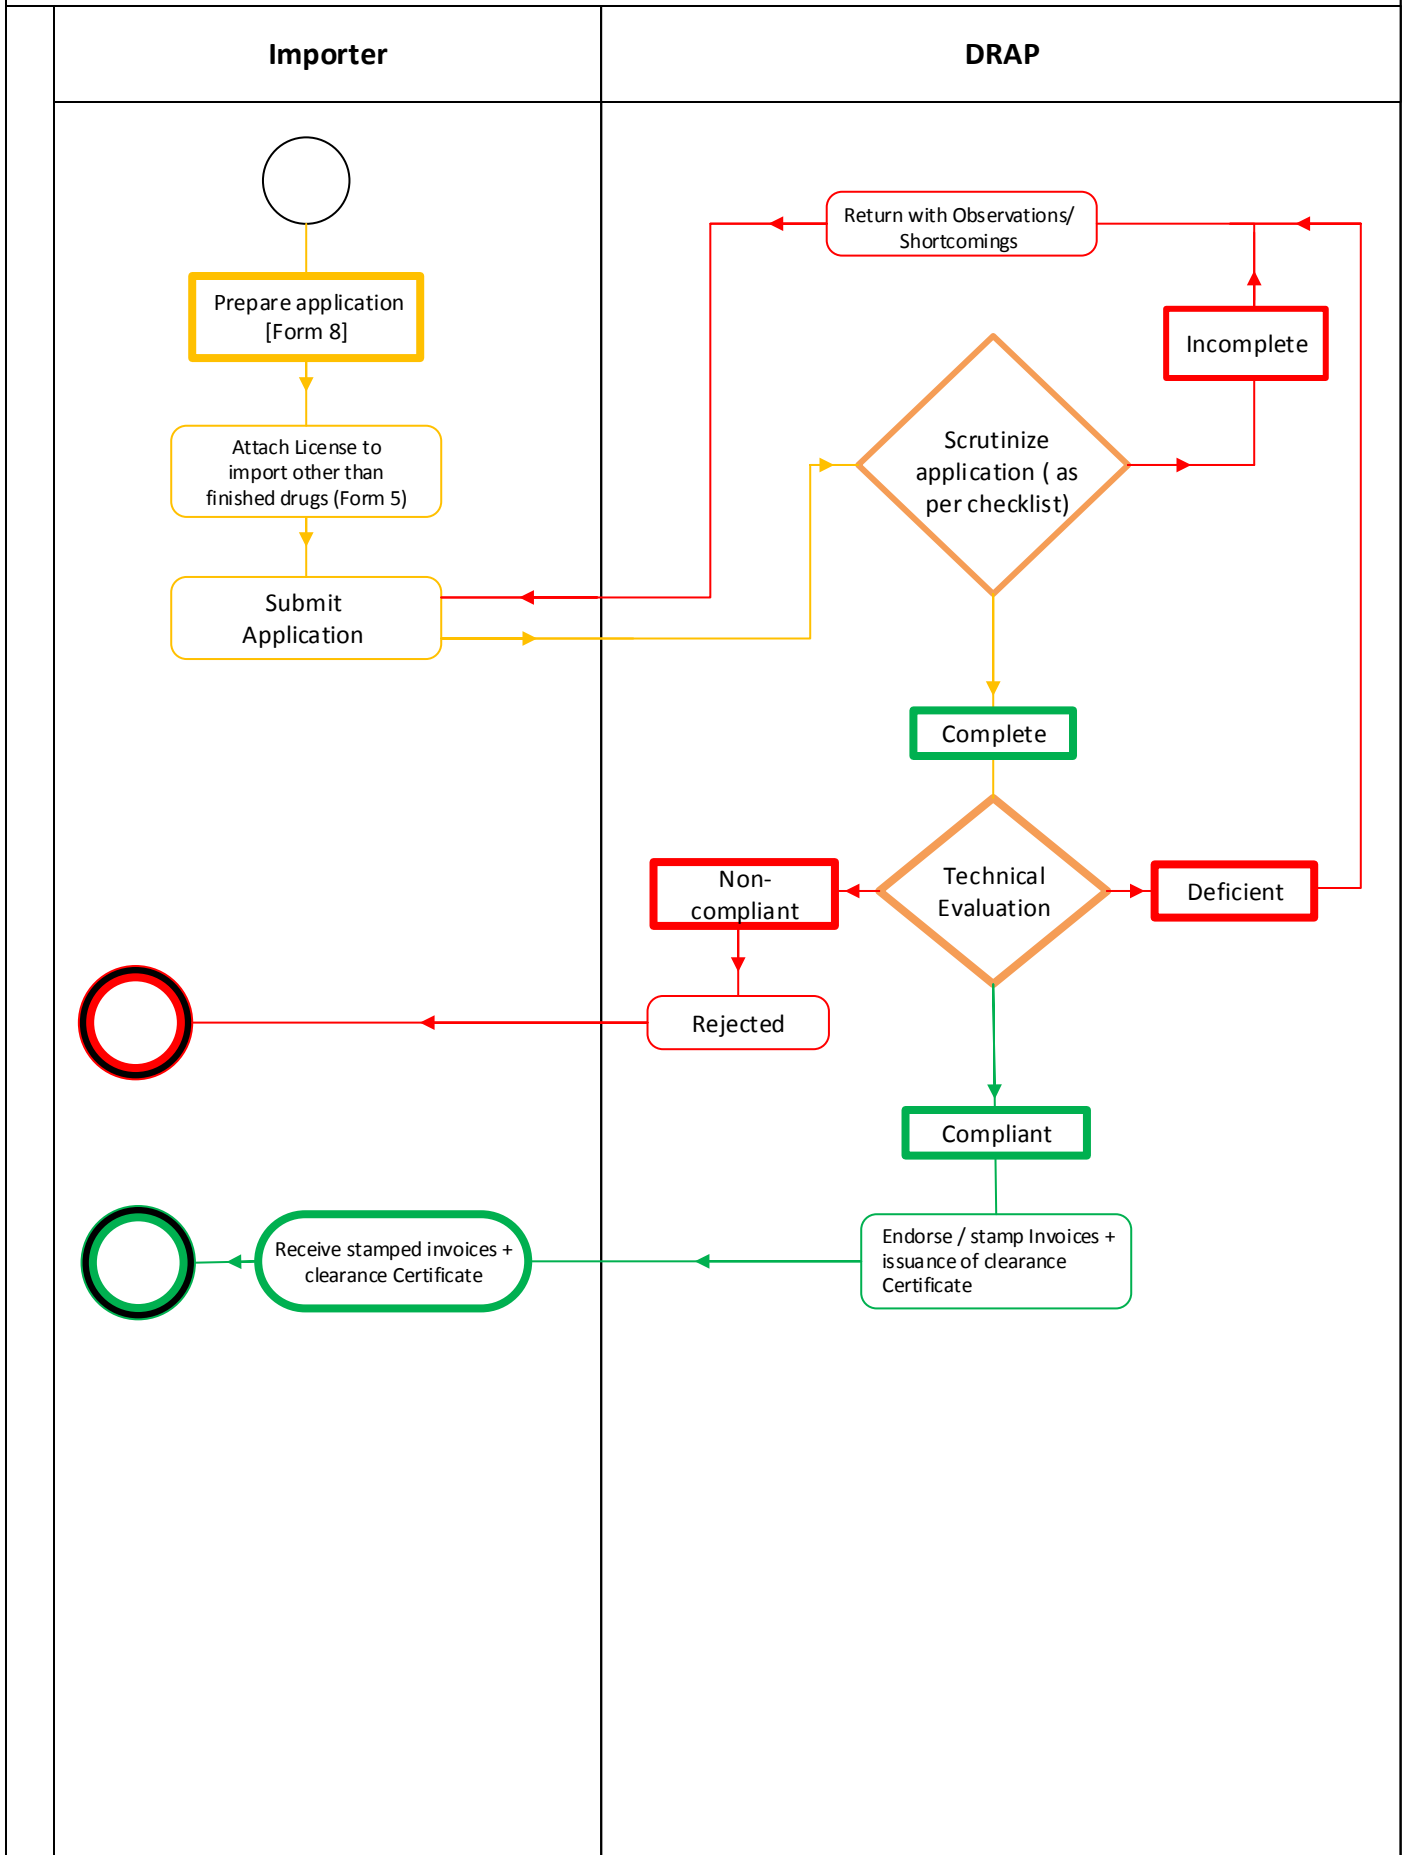 Importer
DRAP
Return with Observations/
Shortcomings
Prepare application
[Form 8]
Incomplete
Attach License to
import other than
finished drugs (Form 5)
Scrutinize
application ( as
per checklist)
Submit
Application
Complete
Non-
compliant
Technical
Evaluation
Deficient
Rejected
Compliant
Receive stamped invoices +
clearance Certificate
Endorse / stamp Invoices +
issuance of clearance
Certificate